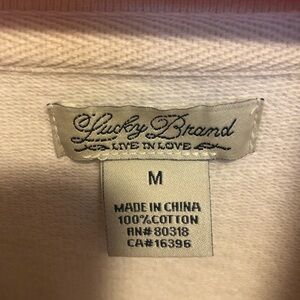 Lucky Brand
LIVE IN LOVE
M
MADE IN CHINA
100%COTTON
RN#80318
CA#16396